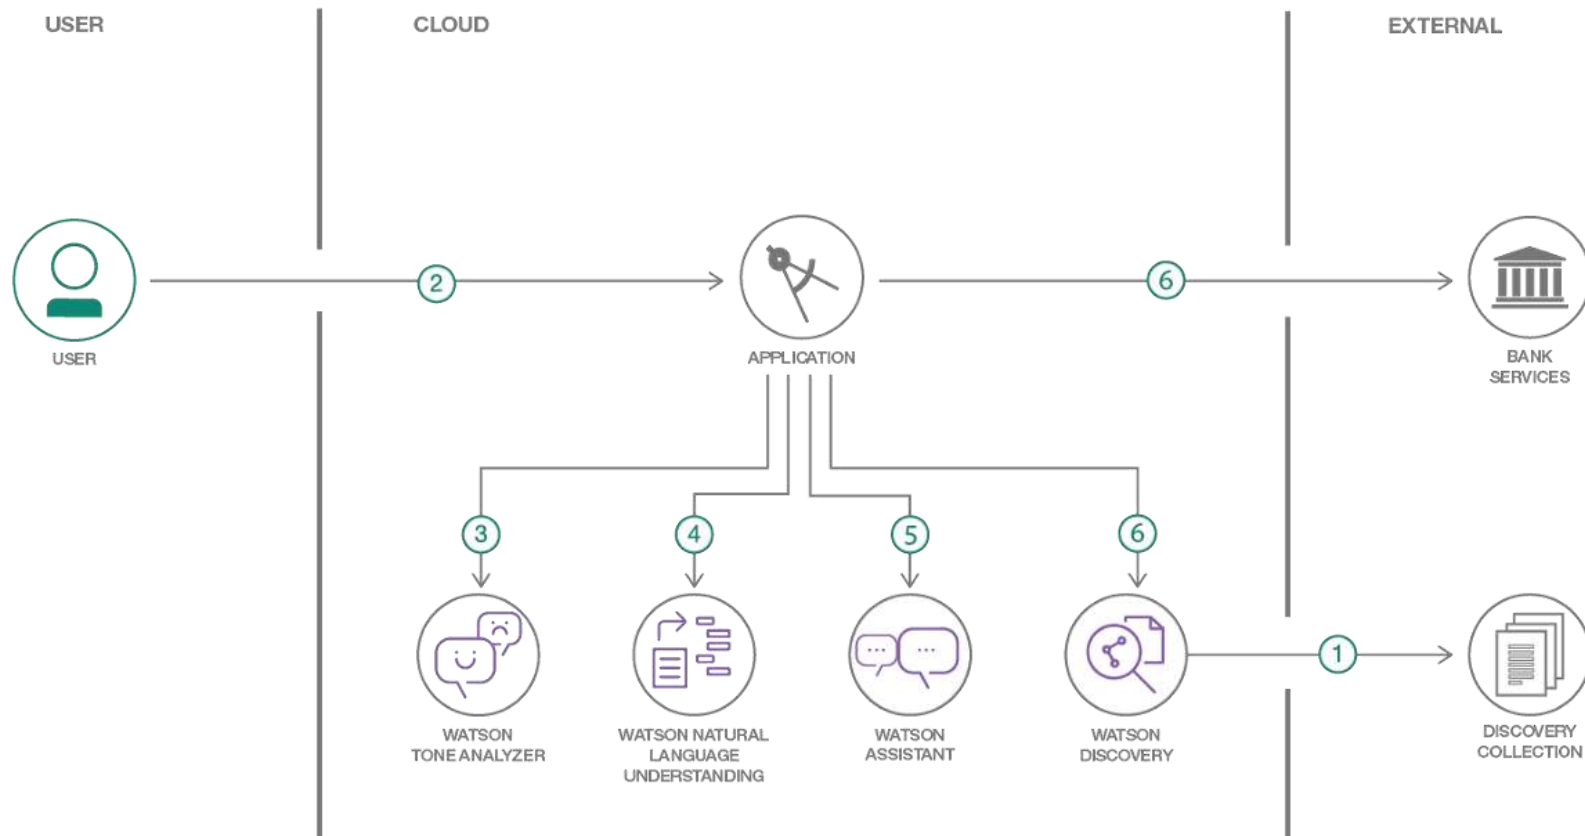 USER
CLOUD
EXTERNAL
2
6
USER
APPLICATION
BANK
SERVICES
3
4
5
6
1
WATSON
TONE ANALYZER
WATSON NATURAL
LANGUAGE
UNDERSTANDING
WATSON
ASSISTANT
WATSON
DISCOVERY
DISCOVERY
COLLECTION